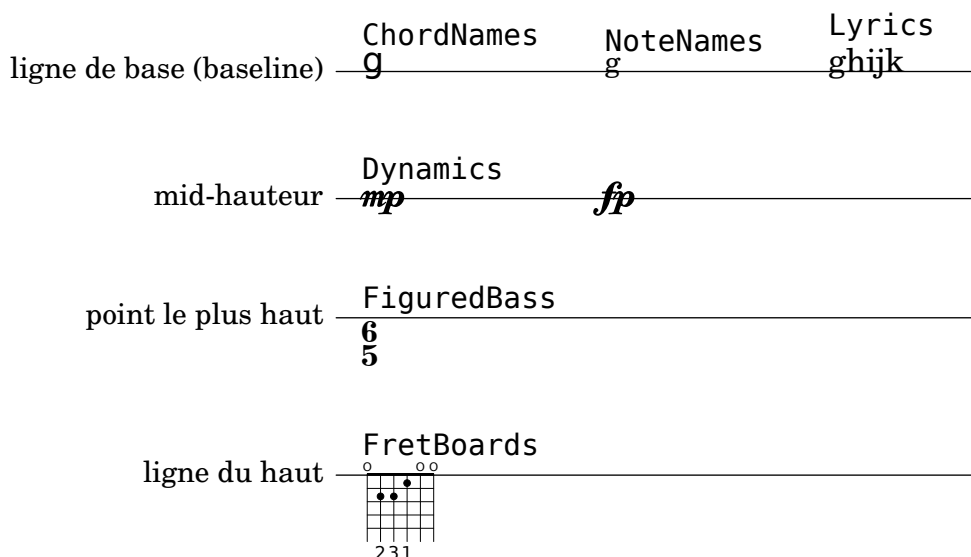 ChordNames NoteNames Lyrics
ligne de base (baseline) g g ghijk
Dynamics
mid-hauteur mp fp
FiguredBass
point le plus haut
6
5
FretBoards
o o o
ligne du haut
231